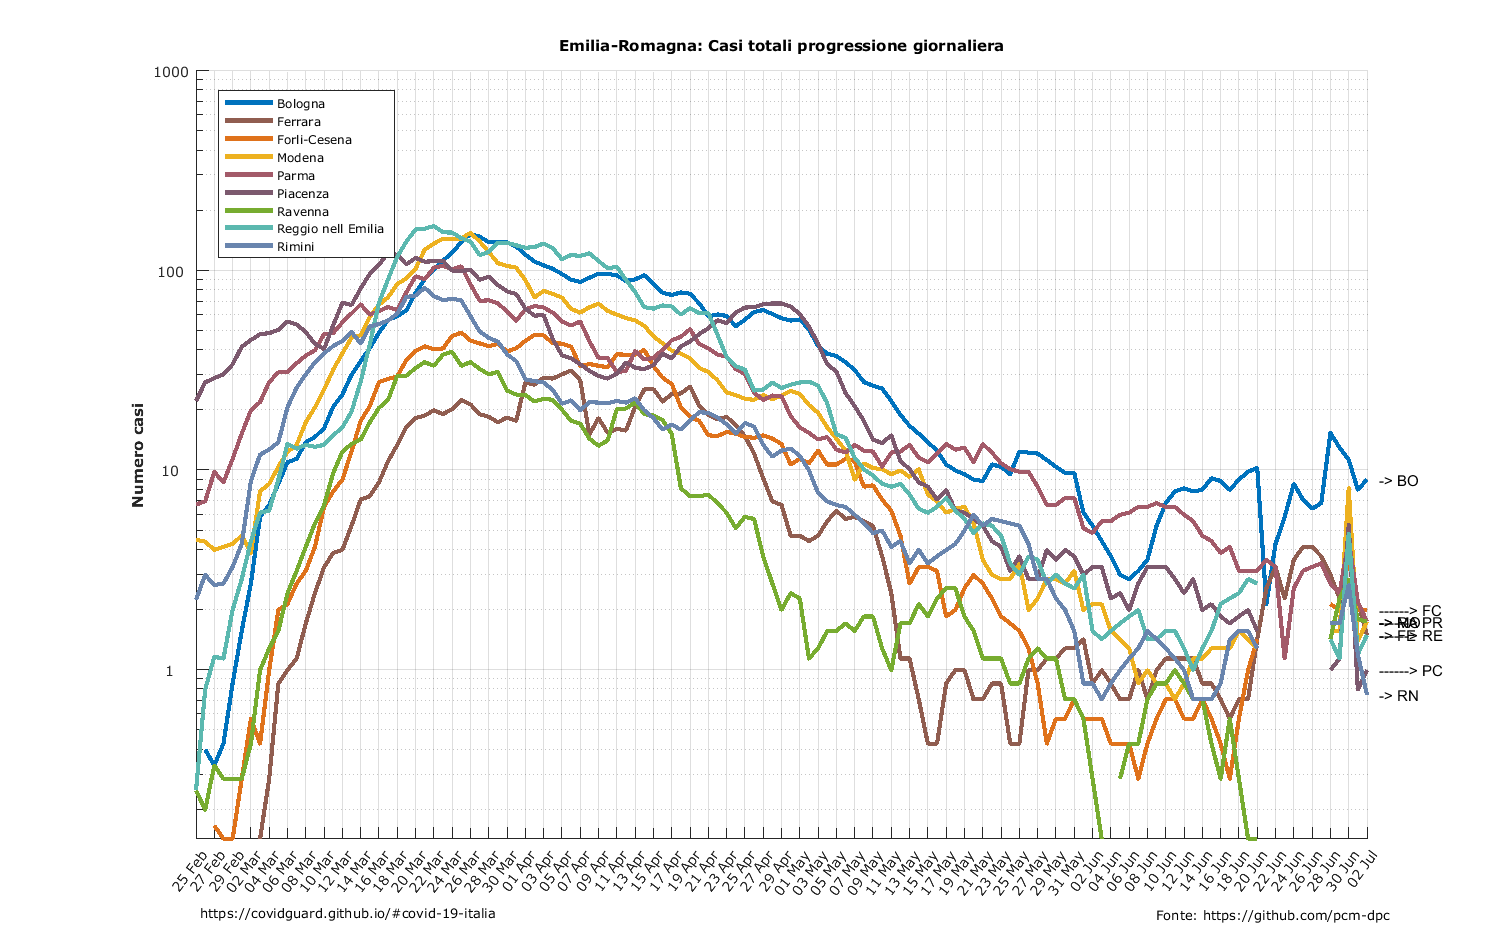 Emilia-Romagna: Casi totali progressione giornaliera
1000
100
10
1
Numero casi
Bologna
Ferrara
Forli-Cesena
Modena
Parma
Piacenza
Ravenna
Reggio nell Emilia
Rimini
-> BO
------> FC
PR
RE
------> PC
-> RN
25 Feb
27 Feb
29 Feb
02 Mar
04 Mar
06 Mar
08 Mar
10 Mar
12 Mar
14 Mar
16 Mar
18 Mar
20 Mar
22 Mar
24 Mar
26 Mar
28 Mar
30 Mar
01 Apr
03 Apr
05 Apr
07 Apr
09 Apr
11 Apr
13 Apr
15 Apr
17 Apr
19 Apr
21 Apr
23 Apr
25 Apr
27 Apr
29 Apr
01 May
03 May
05 May
07 May
09 May
11 May
13 May
15 May
17 May
19 May
21 May
23 May
25 May
27 May
29 May
31 May
02 Jun
04 Jun
06 Jun
08 Jun
10 Jun
12 Jun
14 Jun
16 Jun
18 Jun
20 Jun
22 Jun
24 Jun
26 Jun
28 Jun
30 Jun
02 Jul
https://covidguard.github.io/#covid-19-italia
Fonte: https://github.com/pcm-dpc